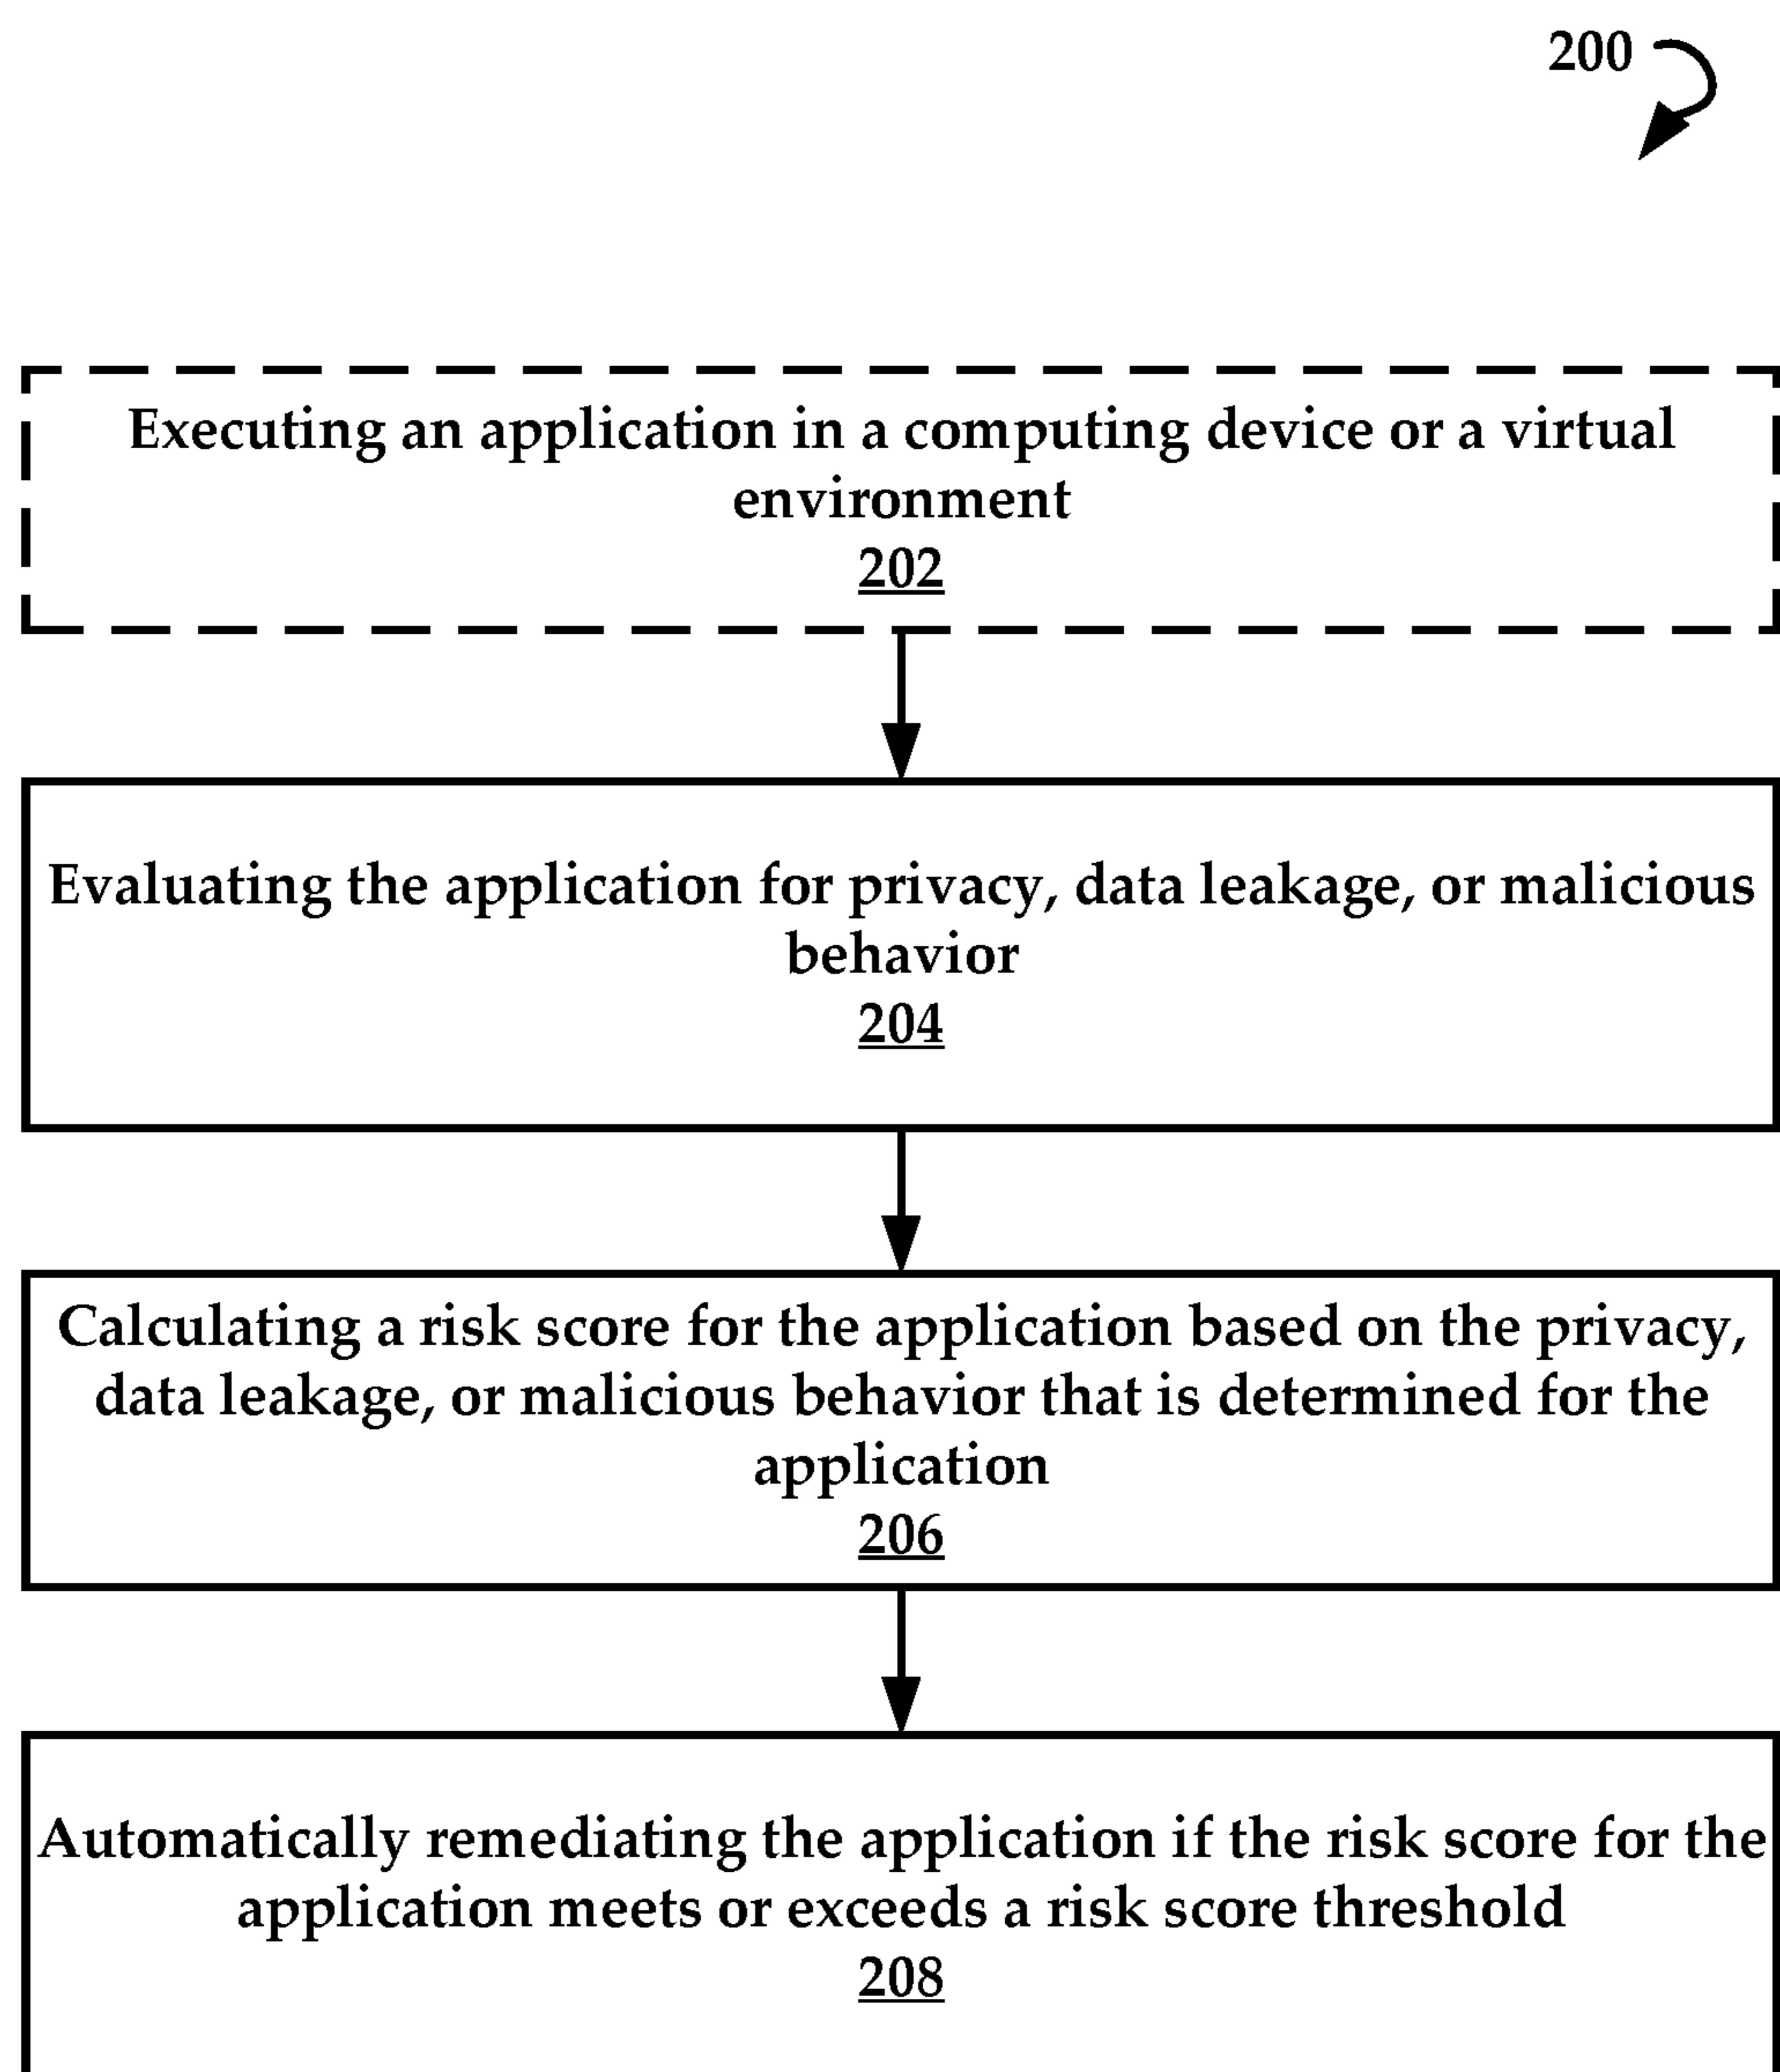 200
Executing an application in a computing device or a virtual
environment
202
Evaluating the application for privacy, data leakage, or malicious
behavior
204
Calculating a risk score for the application based on the privacy,
data leakage, or malicious behavior that is determined for the
application
206
Automatically remediating the application if the risk score for the
application meets or exceeds a risk score threshold
208